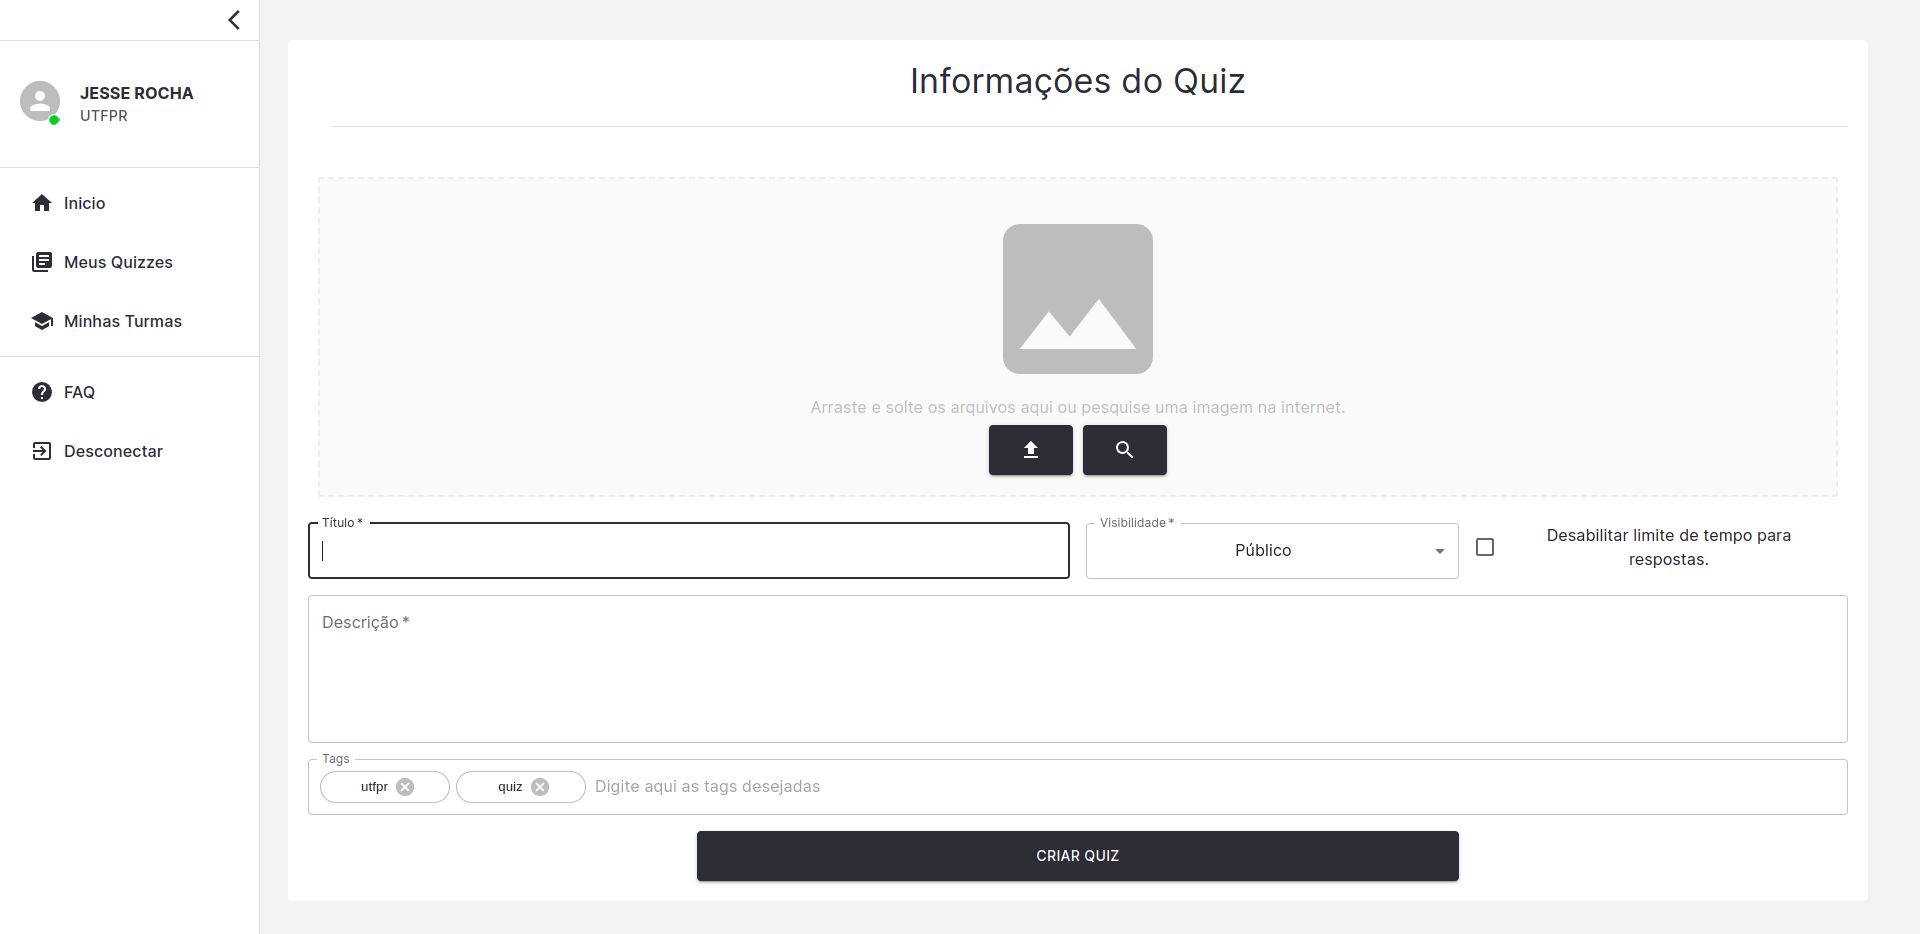 JESSE ROCHA
UTFPR
Inicio
Meus Quizzes
Minhas Turmas
FAQ
Desconectar
Informações do Quiz
Arraste e solte os arquivos aqui ou pesquise uma imagem na internet.
Título *
Visibilidade *
Público
Desabilitar limite de tempo para
respostas.
Descrição *
Tags
utfpr
quiz
Digite aqui as tags desejadas
CRIAR QUIZ